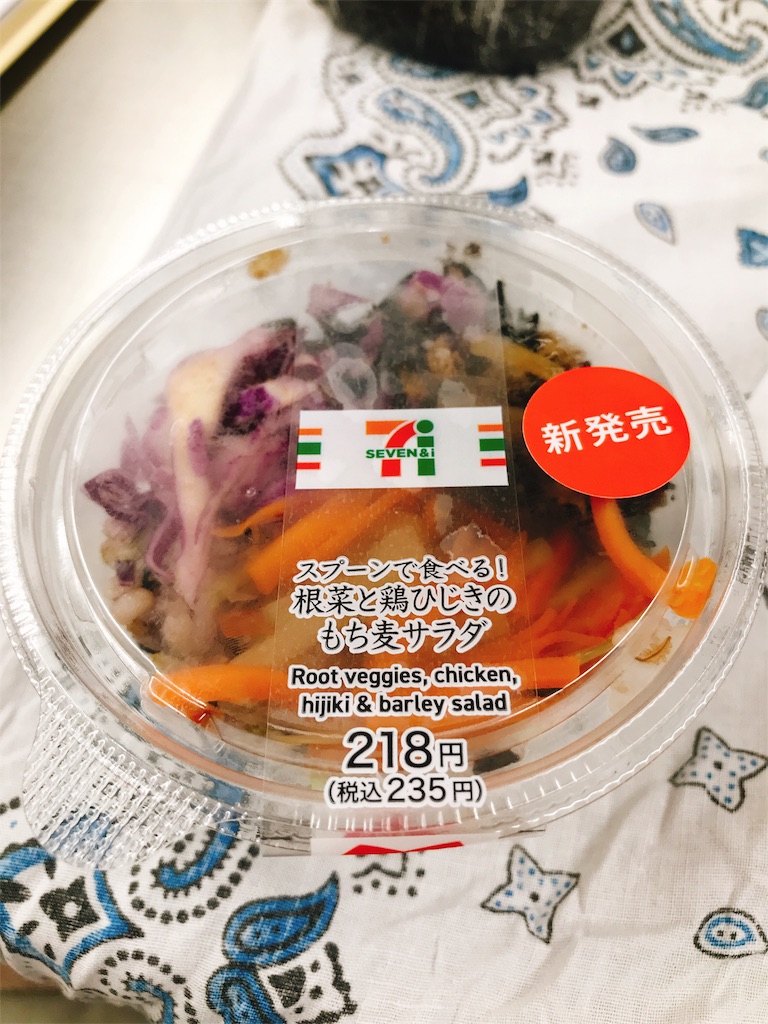 7i
SEVEN&i
新発売
スプーンで食べる!
根菜と鶏ひじきの
もち麦サラダ
Root veggies, chicken,
hijiki & barley salad
218円
(税込235円)